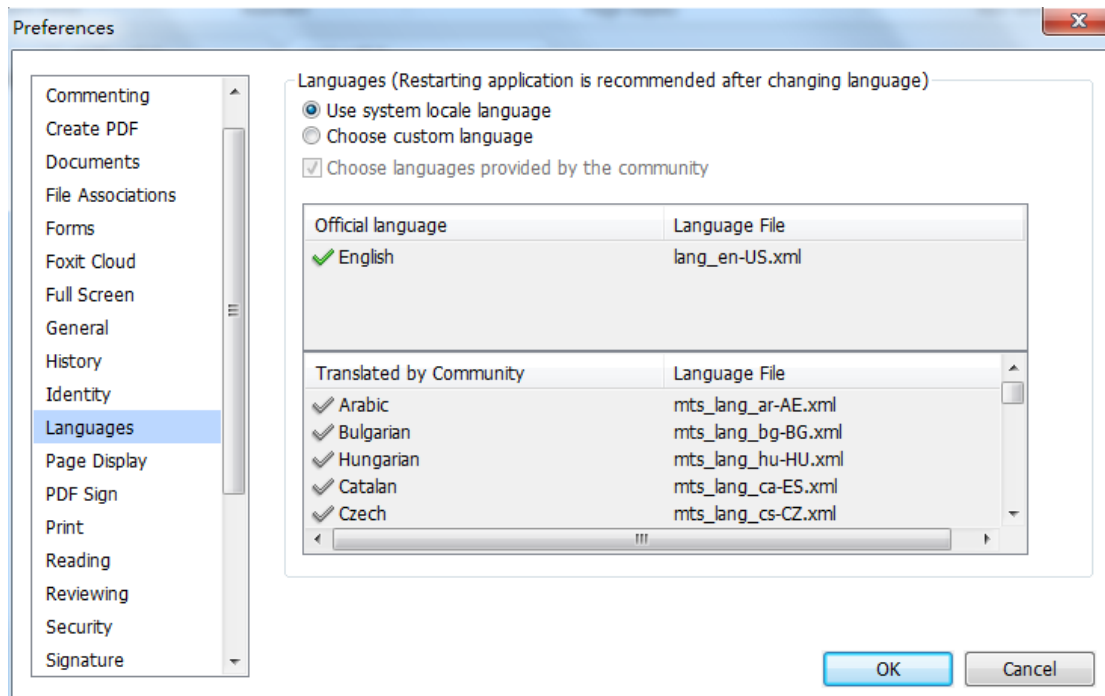 Preferences
Commenting
Create PDF
Documents
File Associations
Forms
Foxit Cloud
Full Screen
General
History
Identity
Languages
Page Display
PDF Sign
Print
Reading
Reviewing
Security
Signature
Languages (Restarting application is recommended after changing language)
Use system locale language
Choose custom language
Choose languages provided by the community
Official language Language File
English lang_en-US.xml
Translated by Community Language File
Arabic mts_lang_ar-AE.xml
Bulgarian mts_lang_bg-BG.xml
Hungarian mts_lang_hu-HU.xml
Catalan mts_lang_ca-ES.xml
Czech mts_lang_cs-CZ.xml
OK Cancel